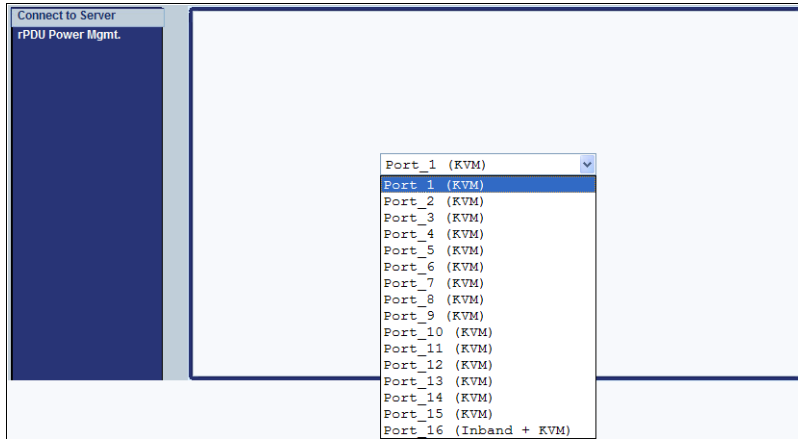 Connect to Server
rPDU Power Mgmt.
Port_1 (KVM)
Port_1 (KVM)
Port_2 (KVM)
Port_3 (KVM)
Port_4 (KVM)
Port_5 (KVM)
Port_6 (KVM)
Port_7 (KVM)
Port_8 (KVM)
Port_9 (KVM)
Port_10 (KVM)
Port_11 (KVM)
Port_12 (KVM)
Port_13 (KVM)
Port_14 (KVM)
Port_15 (KVM)
Port_16 (Inband + KVM)